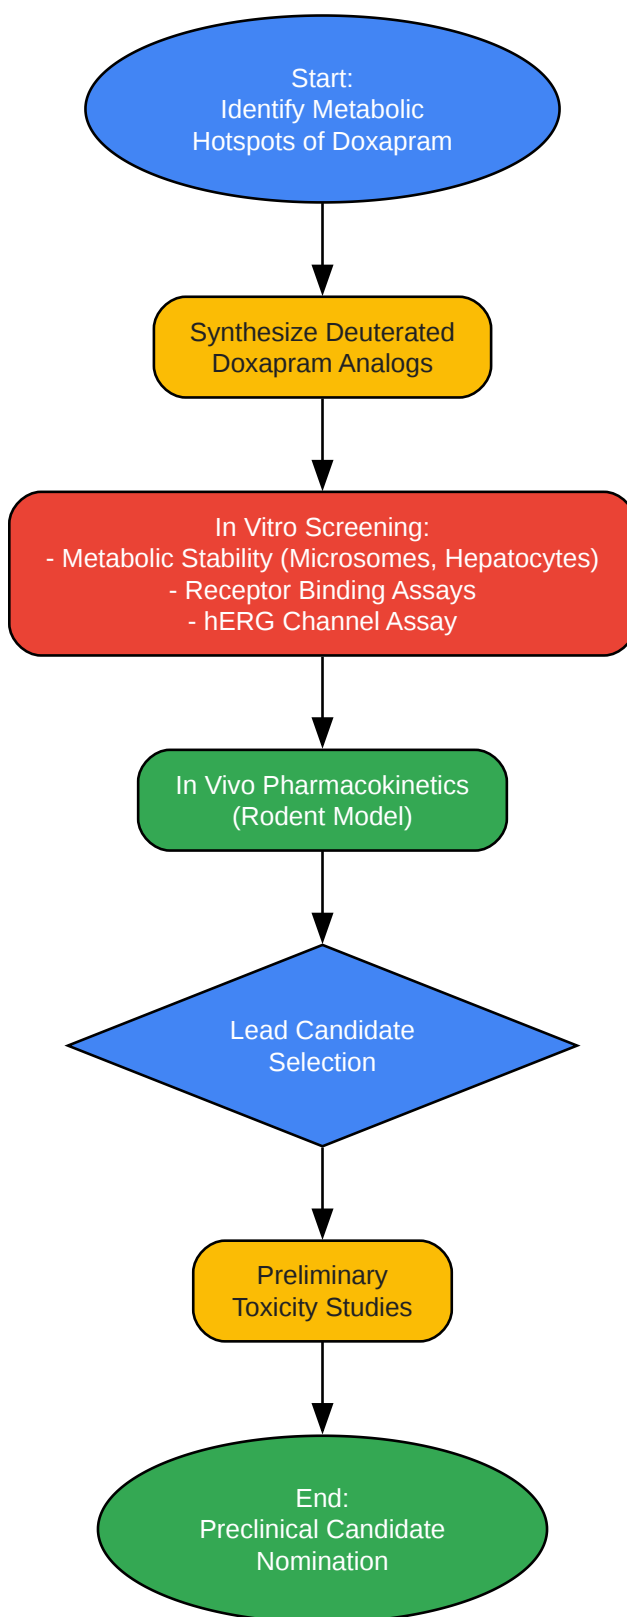 Start:
Identify Metabolic
Hotspots of Doxapram
Synthesize Deuterated
Doxapram Analogs
In Vitro Screening:
- Metabolic Stability (Microsomes, Hepatocytes)
- Receptor Binding Assays
- hERG Channel Assay
In Vivo Pharmacokinetics
(Rodent Model)
Lead Candidate
Selection
Preliminary
Toxicity Studies
End:
Preclinical Candidate
Nomination